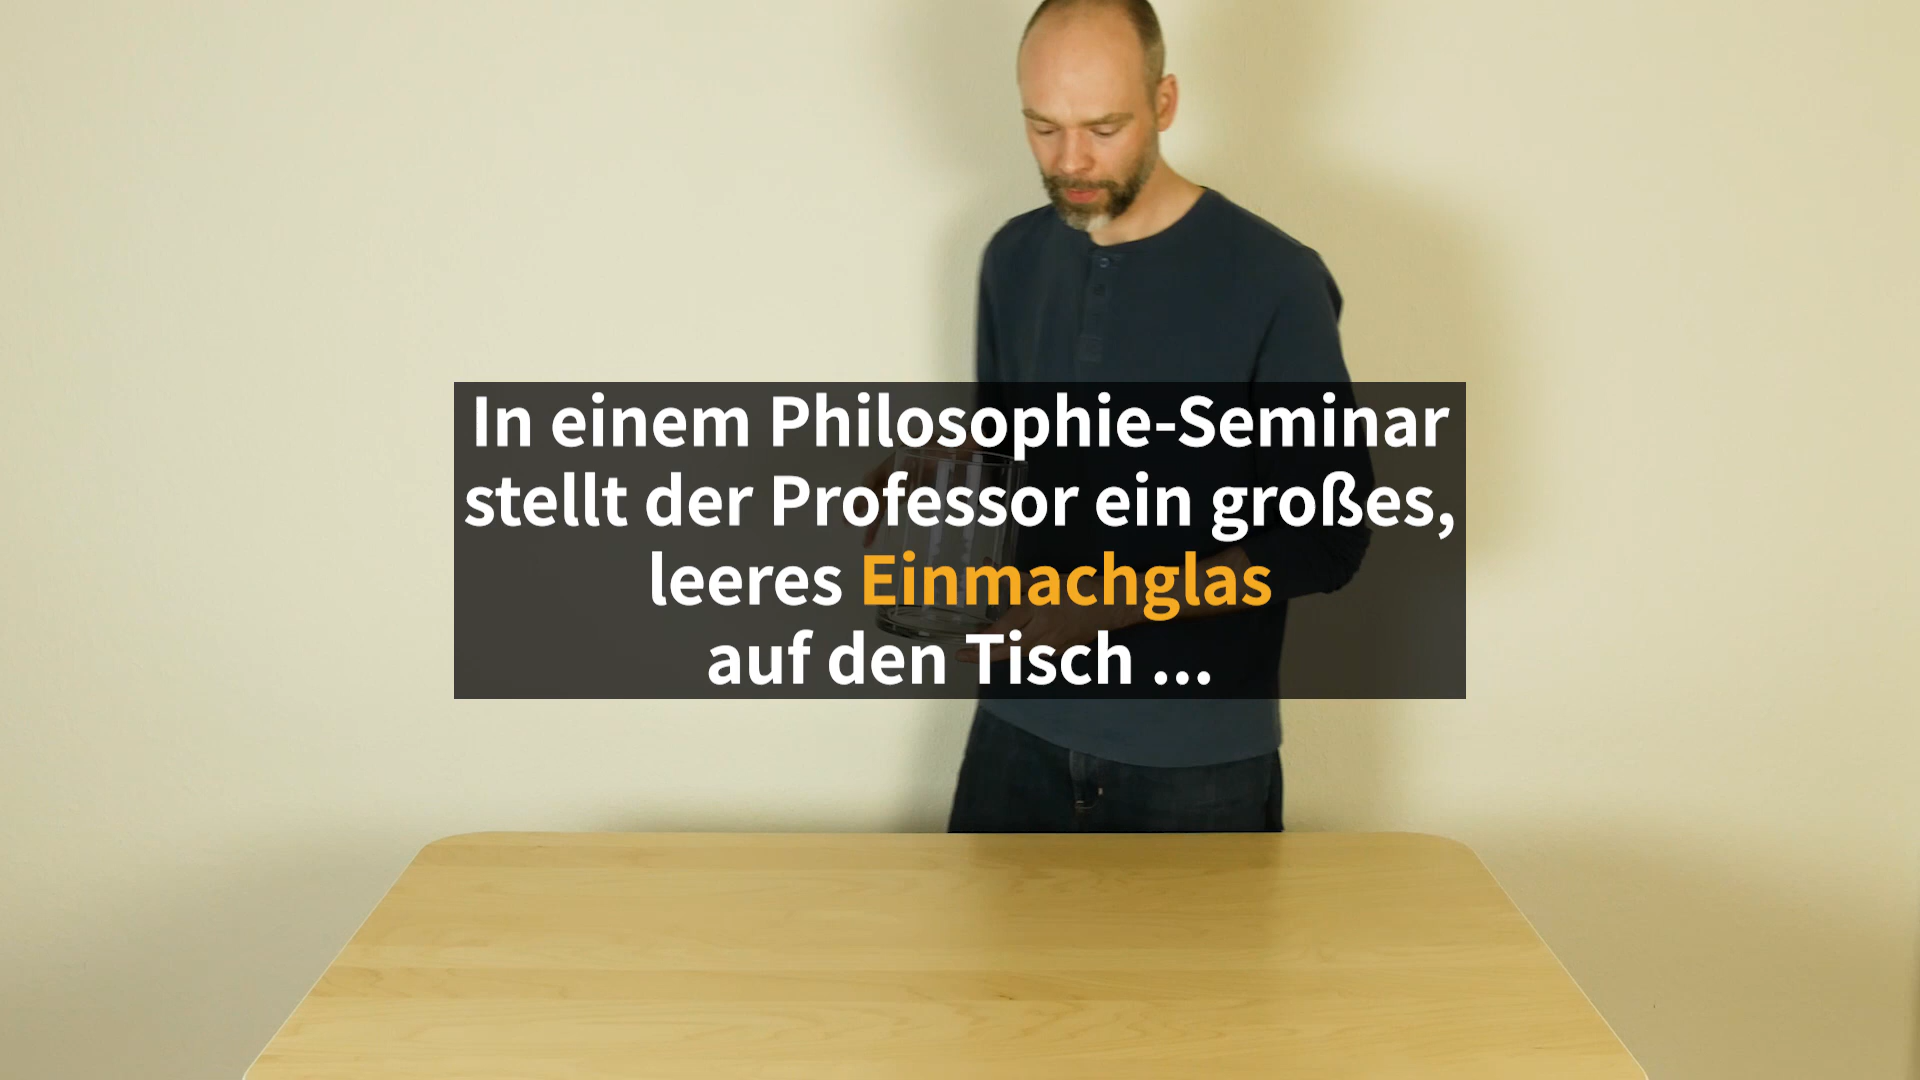 In einem Philosophie-Seminar
stellt der Professor ein großes,
leeres Einmachglas
auf den Tisch ...